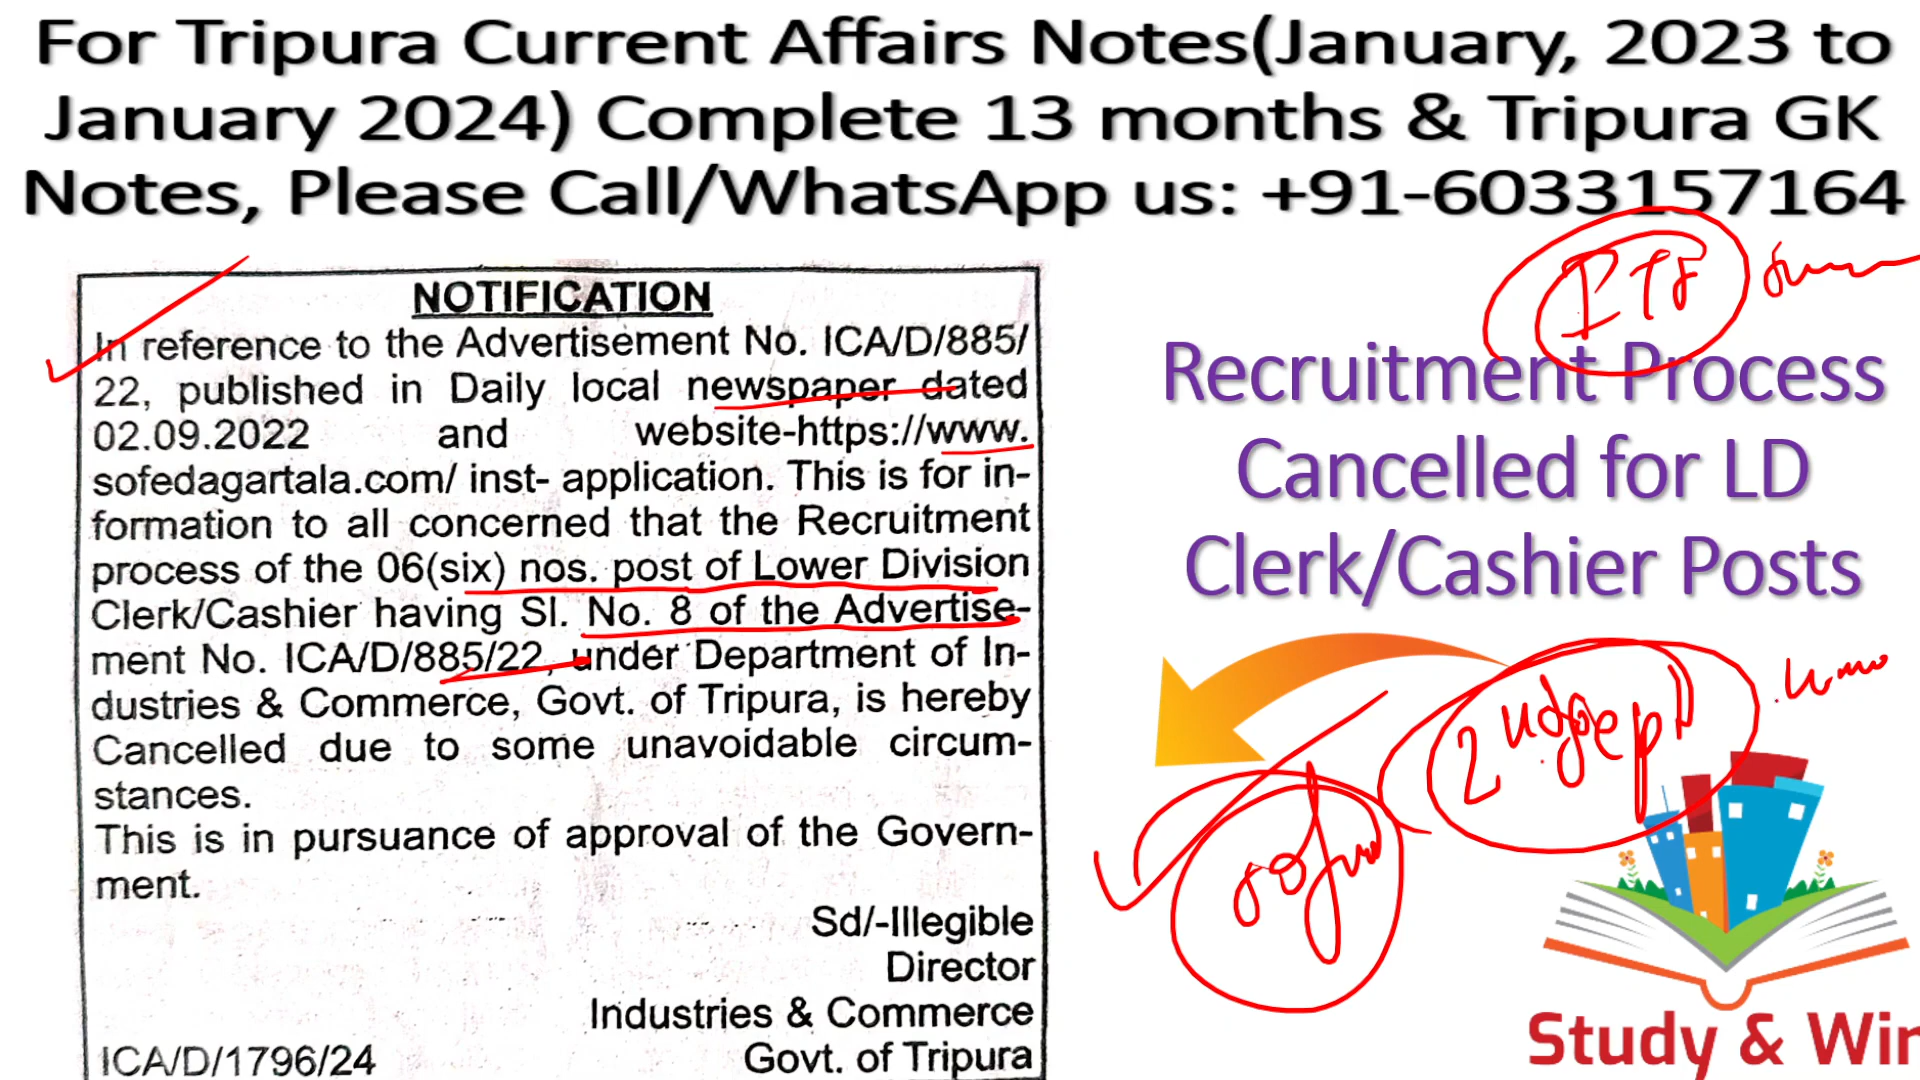 For Tripura Current Affairs Notes(January, 2023 to
January 2024) Complete 13 months & Tripura GK
Notes, Please Call/WhatsApp us: +91-6033157164
NOTIFICATION
In reference to the Advertisement No. ICA/D/885/
22, published in Daily local newspaper dated
02.09.2022 and website-https://www.
sofedagartala.com/ inst- application. This is for in-
formation to all concerned that the Recruitment
process of the 06(six) nos. post of Lower Division
Clerk/Cashier having Sl. No. 8 of the Advertise-
ment No. ICA/D/885/22, under Department of In-
dustries & Commerce, Govt. of Tripura, is hereby
Cancelled due to some unavoidable circum-
stances.
This is in pursuance of approval of the Govern-
ment.
Sd/-Illegible
Director
Industries & Commerce
ICA/D/1796/24 Govt. of Tripura
Recruitment Process
Cancelled for LD
Clerk/Cashier Posts
Study & Win